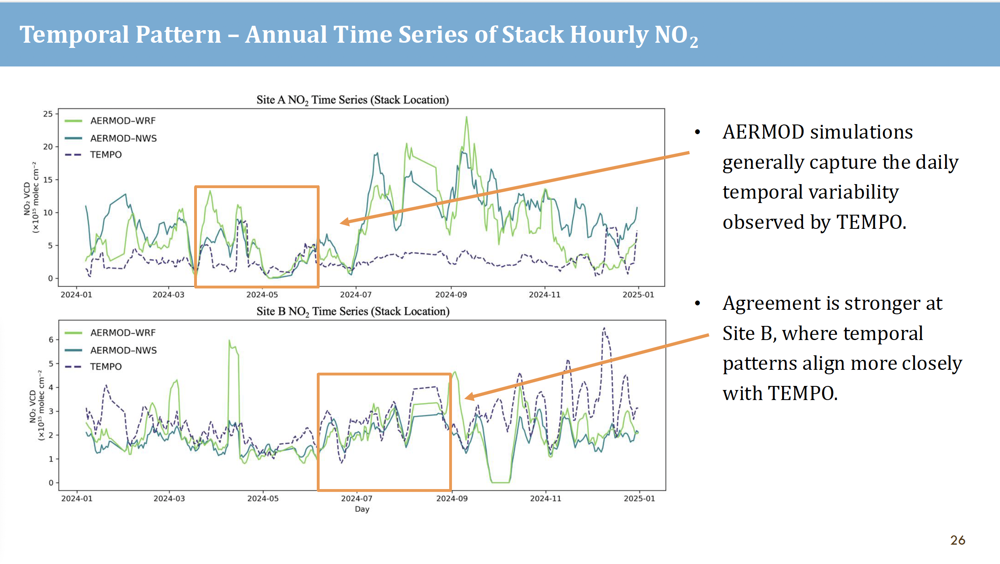 Temporal Pattern – Annual Time Series of Stack Hourly NO₂
Site A NO₂ Time Series (Stack Location)
AERMOD–WRF
AERMOD–NWS
TEMPO
NO₂ VCD
(×10¹⁵ molec cm⁻²
25
20
15
10
5
0
2024-01 2024-03 2024-05 2024-07 2024-09 2024-11 2025-01
Site B NO₂ Time Series (Stack Location)
AERMOD–WRF
AERMOD–NWS
TEMPO
NO₂ VCD
(×10¹⁵ molec cm⁻²
6
5
4
3
2
1
0
2024-01 2024-03 2024-05 2024-07 2024-09 2024-11 2025-01
Day
• AERMOD simulations
generally capture the daily
temporal variability
observed by TEMPO.
• Agreement is stronger at
Site B, where temporal
patterns align more closely
with TEMPO.
26